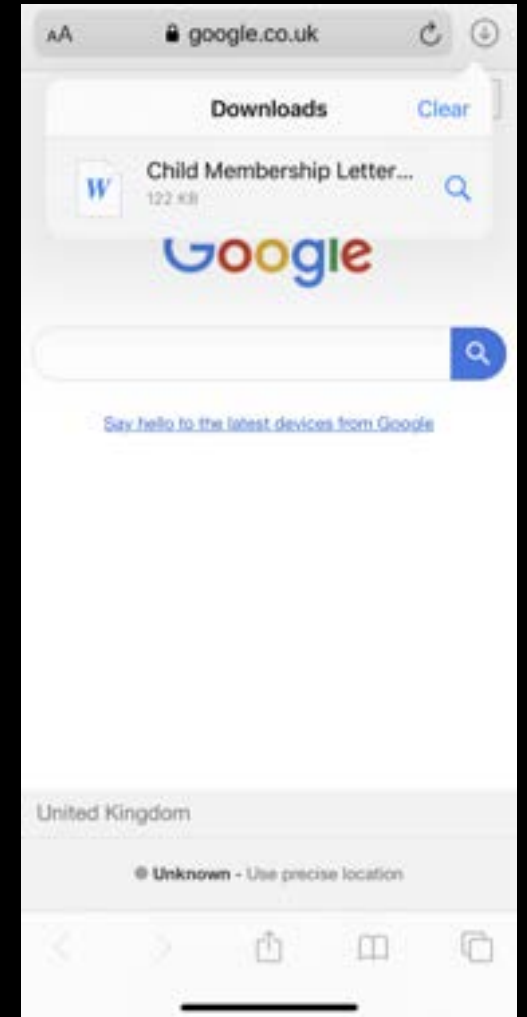 AA google.co.uk
Downloads Clear
W Child Membership Letter...
122 KB
Google
Say hello to the latest devices from Google
United Kingdom
Unknown - Use precise location